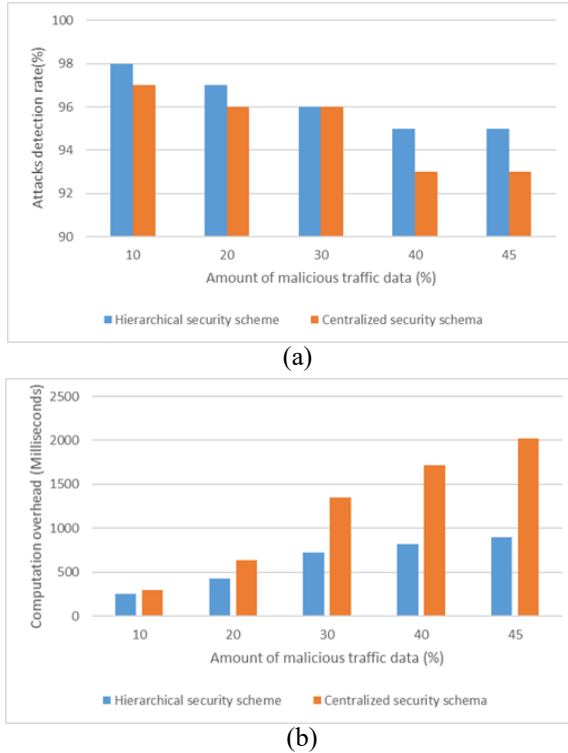 100
98
96
94
92
90
Attacks detection rate(%)
10 20 30 40 45
Amount of malicious traffic data (%)
Hierarchical security scheme Centralized security schema
(a)
2500
2000
1500
1000
500
0
Computation overhead (Milliseconds)
10 20 30 40 45
Amount of malicious traffic data (%)
Hierarchical security scheme Centralized security schema
(b)